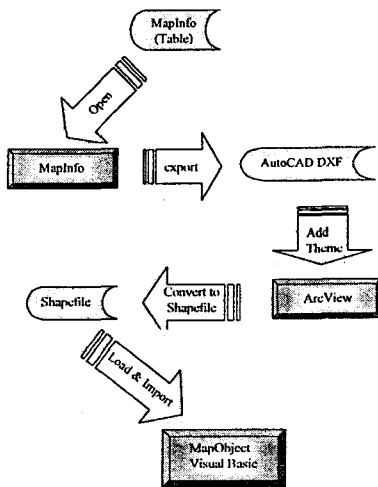 MapInfo
(Table)
Open
MapInfo
export
AutoCAD DXF
Add
Theme
Shapefile
Convert to
Shapefile
ArcView
Load & Import
MapObject
Visual Basic